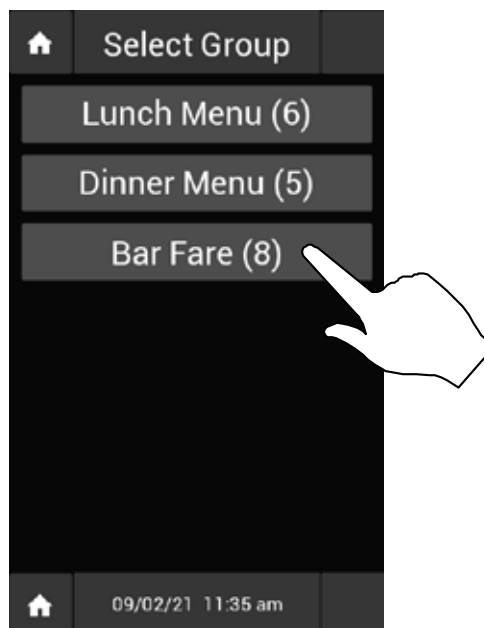 Select Group
Lunch Menu (6)
Dinner Menu (5)
Bar Fare (8)
09/02/21 11:35 am